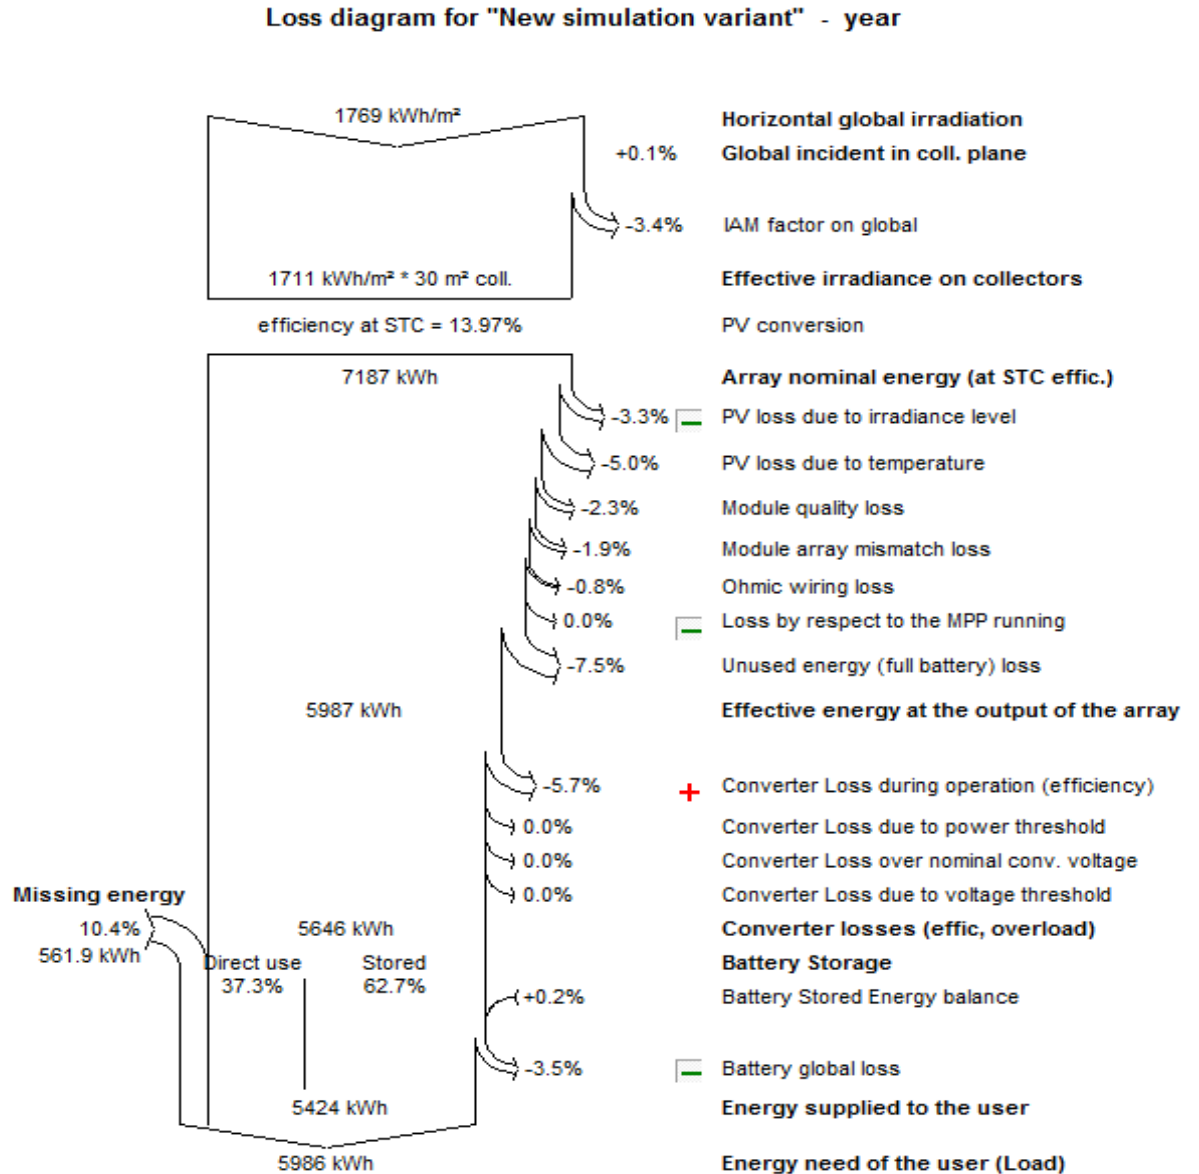 Loss diagram for "New simulation variant" - year
1769 kWh/m² Horizontal global irradiation
+0.1% Global incident in coll. plane
-3.4% IAM factor on global
1711 kWh/m² * 30 m² coll. Effective irradiance on collectors
efficiency at STC = 13.97% PV conversion
7187 kWh Array nominal energy (at STC effic.)
-3.3% PV loss due to irradiance level
-5.0% PV loss due to temperature
-2.3% Module quality loss
-1.9% Module array mismatch loss
-0.8% Ohmic wiring loss
0.0% Loss by respect to the MPP running
-7.5% Unused energy (full battery) loss
5987 kWh Effective energy at the output of the array
-5.7% Converter Loss during operation (efficiency)
0.0% Converter Loss due to power threshold
0.0% Converter Loss over nominal conv. voltage
Missing energy 0.0% Converter Loss due to voltage threshold
10.4% 5646 kWh Converter losses (effic, overload)
561.9 kWh Direct use Stored Battery Storage
37.3% 62.7%
+0.2% Battery Stored Energy balance
-3.5% Battery global loss
5424 kWh Energy supplied to the user
5986 kWh Energy need of the user (Load)